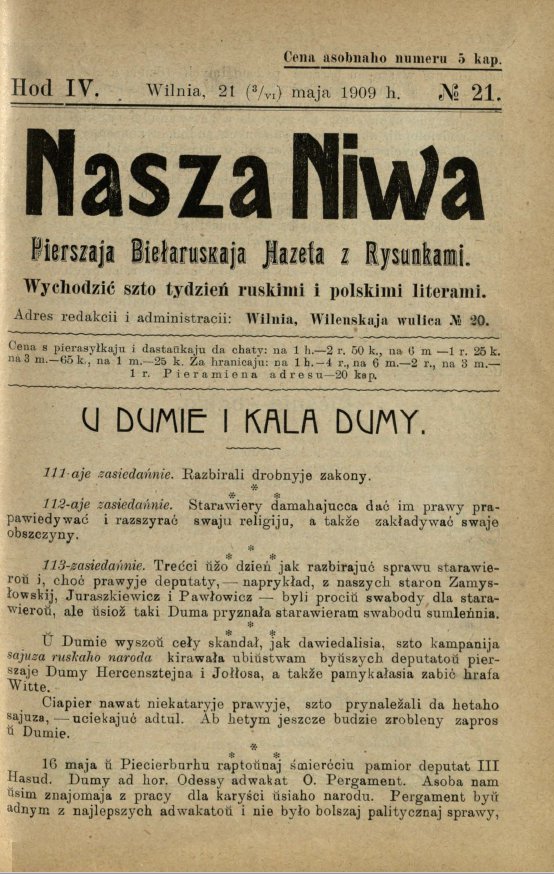 Cena asobnaho numeru 5 kap.
Hod IV. Wilnia, 21 (3/VI) maja 1909 h. № 21.
Nasza Niwa
Pierszaja Biełaruskaja Hazeta z Rysunkami.
Wychodzić szto tydzień ruskimi i polskimi literami.
Adres redakcii i administracii: Wilnia, Wilenskaja wulica № 20.
Cena s pierasyłkaju i dastaŭkaju da chaty: na 1 h.—2 r. 50 k., na 6 m —1 r. 25 k.
na 3 m.—65 k., na 1 m.—25 k. Za hranicaju: na 1 h.—4 r., na 6 m.—2 r., na 3 m.—
1 r. Pieramiena adresu—20 kap.
U DUMIE I KALA DUMY.
111-aje zasiedańnie. Razbirali drobnyje zakony.
* * *
112-aje zasiedańnie. Starawiery damahajucca dać im prawy pra-
pawiedywać i razszyrać swaju religiju, a także zakładywać swaje
obszczyny.
* * *
113-zasiedańnie. Trećci ŭžo dzień jak razbirajuć sprawu starawie-
roŭ i, choć prawyje deputaty,— naprykład, z naszych staron Zamys-
łowskij, Juraszkiewicz i Pawłowicz — byli prociŭ swabody dla stara-
wieroŭ, ale ŭsiož taki Duma pryznała starawieram swabodu sumleńnia.
* * *
Ŭ Dumie wyszoŭ ceły skandał, jak dawiedalisia, szto kampanija
sajuza ruskaho naroda kirawała ubiŭstwam byŭszych deputatoŭ pier-
szaje Dumy Hercensztejna i Jołłosa, a także pamykałasia zabić hrafa
Witte.
Ciapier nawat niekataryje prawyje, szto prynależali da hetaho
sajuza, — uciekajuć adtul. Ab hetym jeszcze budzie zrobleny zapros
ŭ Dumie.
* * *
16 maja ŭ Piecierburhu raptoŭnaj śmierćciu pamior deputat III
Hasud. Dumy ad hor. Odessy adwakat O. Pergament. Asoba nam
ŭsim znajomaja z pracy dla karyści ŭsiaho narodu. Pergament byŭ
adnym z najlepszych adwakatoŭ i nie było bolszaj palitycznaj sprawy,